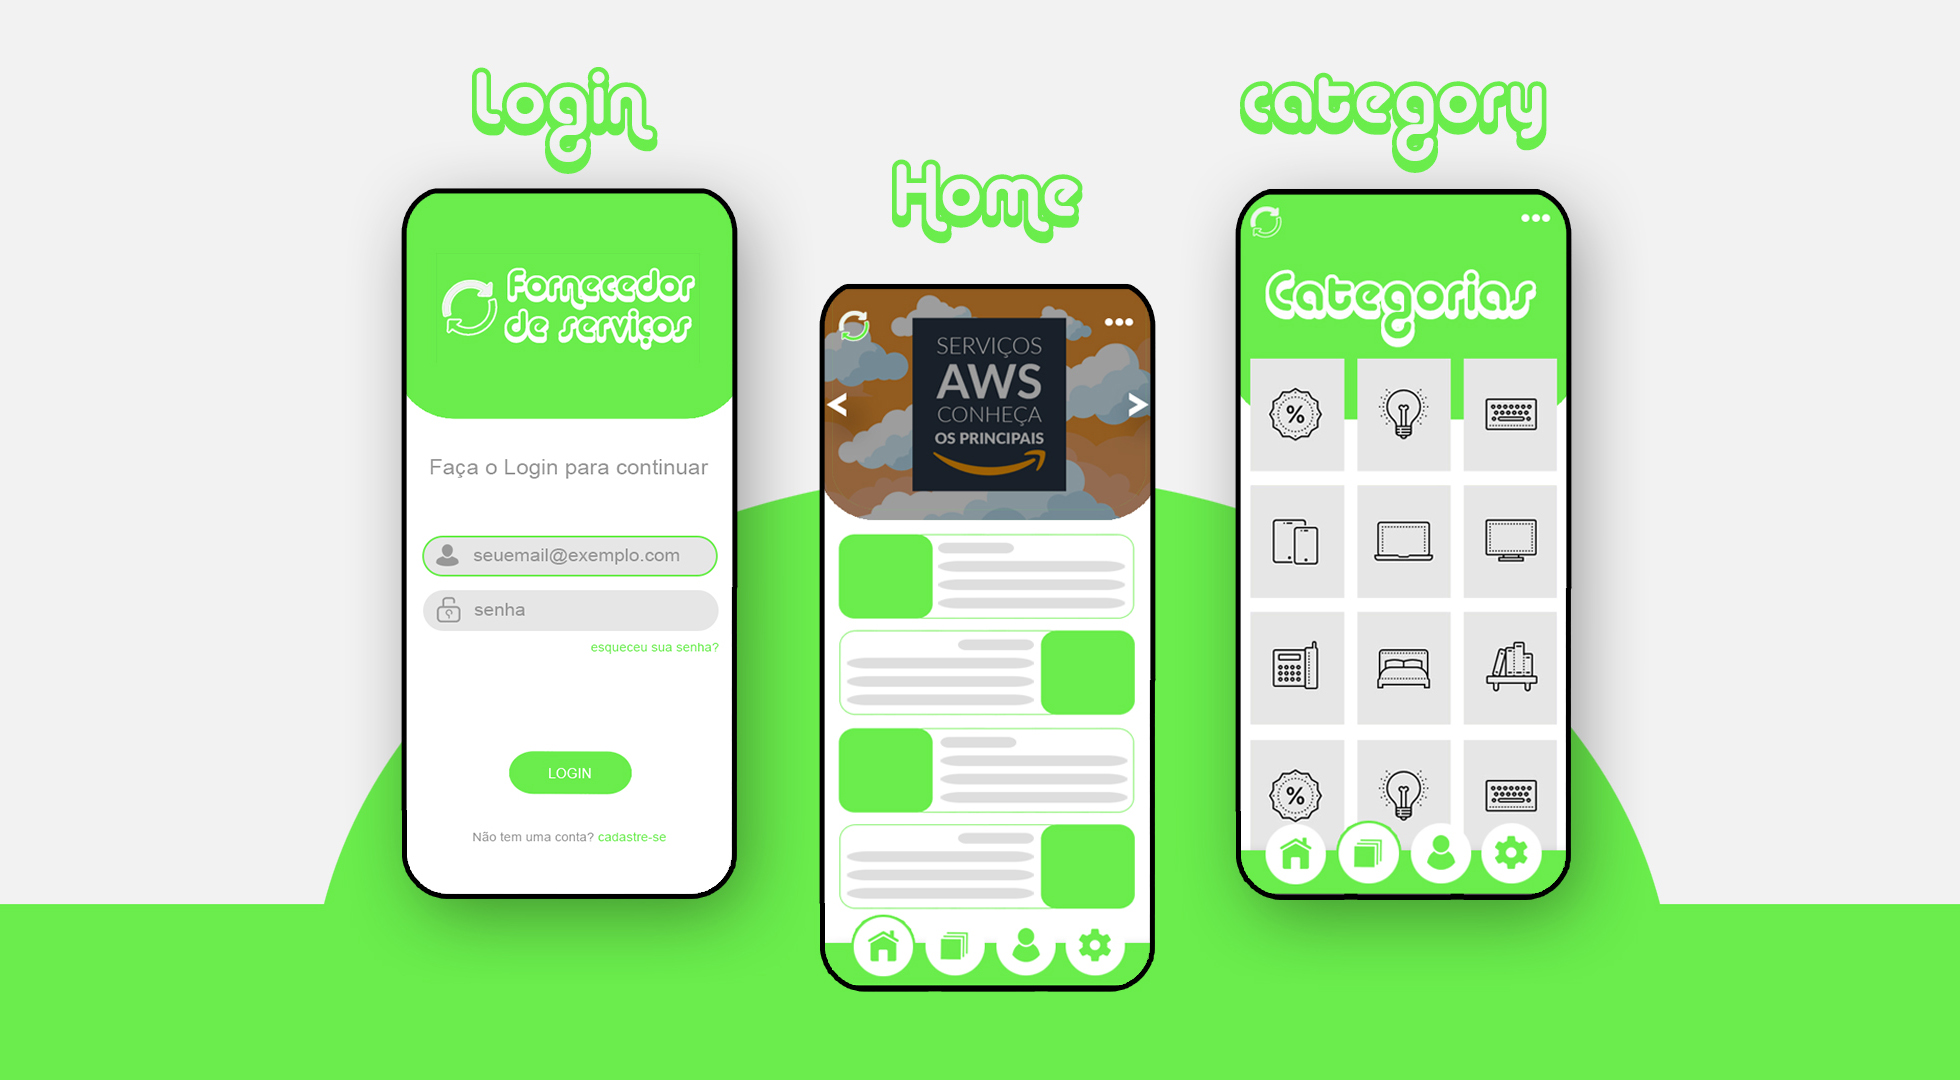 Login
Home
category
Fornecedor
de serviços
Faça o Login para continuar
seuemail@exemplo.com
senha
esqueceu sua senha?
LOGIN
Não tem uma conta? cadastre-se
SERVIÇOS
AWS
CONHEÇA
OS PRINCIPAIS
< >
Categorias
%
%